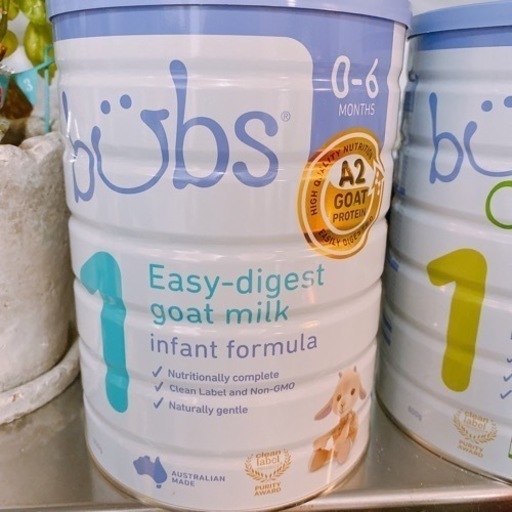 bubs®
0-6
MONTHS
HIGH QUALITY NUTRITION
A2
GOAT
PROTEIN
EASILY DIGESTED
1
Easy-digest
goat milk
infant formula
✓ Nutritionally complete
✓ Clean Label and Non-GMO
✓ Naturally gentle
AUSTRALIAN
MADE
clean
label
PURITY
AWARD
bu
1
clean
label
PURITY
AWARD